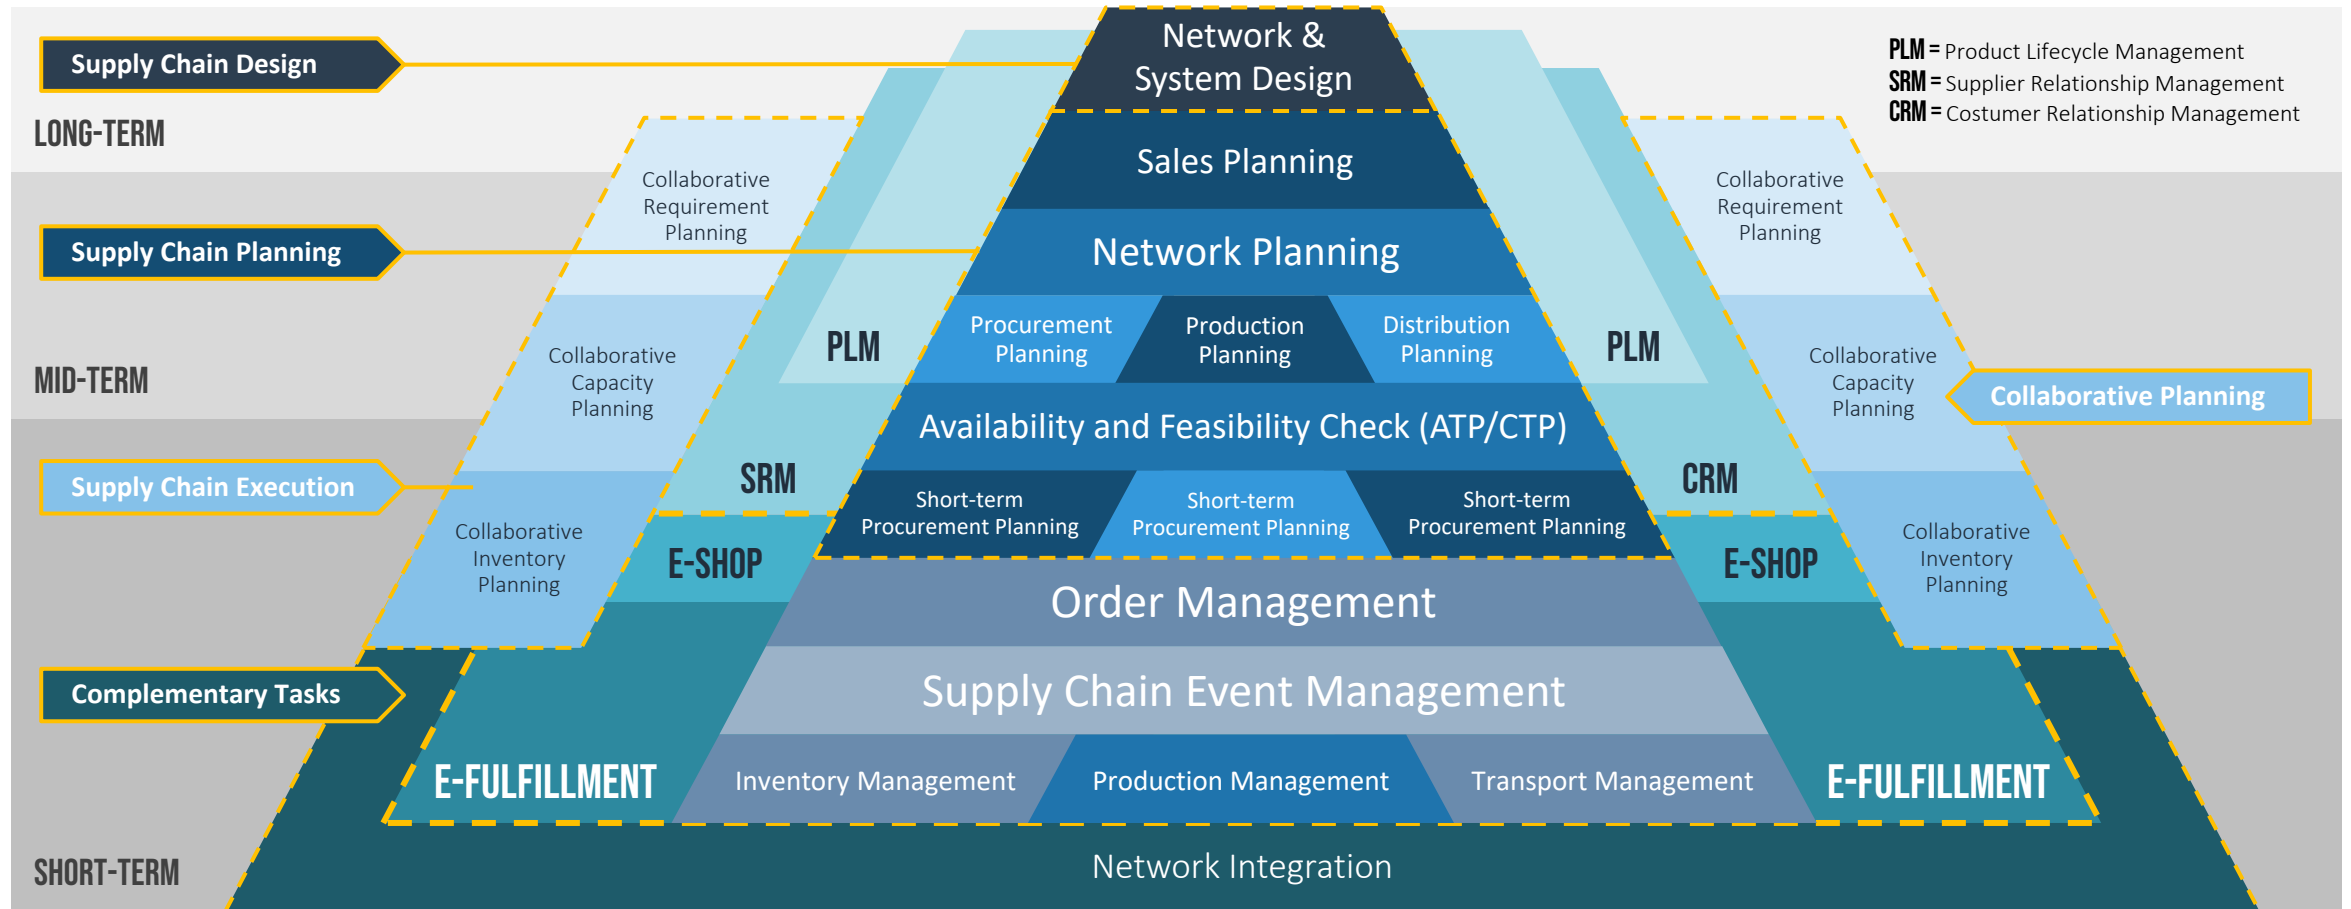 Network &
System Design
Supply Chain Design
PLM = Product Lifecycle Management
SRM = Supplier Relationship Management
CRM = Costumer Relationship Management
LONG-TERM
Sales Planning
Collaborative
Requirement
Planning
Collaborative
Requirement
Planning
Supply Chain Planning
Network Planning
PLM
Procurement
Planning
Production
Planning
Distribution
Planning
PLM
Collaborative
Capacity
Planning
Collaborative
Capacity
Planning
MID-TERM
Collaborative Planning
Availability and Feasibility Check (ATP/CTP)
SRM
CRM
Supply Chain Execution
Short-term
Procurement Planning
Short-term
Procurement Planning
Short-term
Procurement Planning
Collaborative
Inventory
Planning
E-SHOP
E-SHOP
Collaborative
Inventory
Planning
Order Management
Complementary Tasks
Supply Chain Event Management
E-FULFILLMENT
Inventory Management
Production Management
Transport Management
E-FULFILLMENT
SHORT-TERM
Network Integration